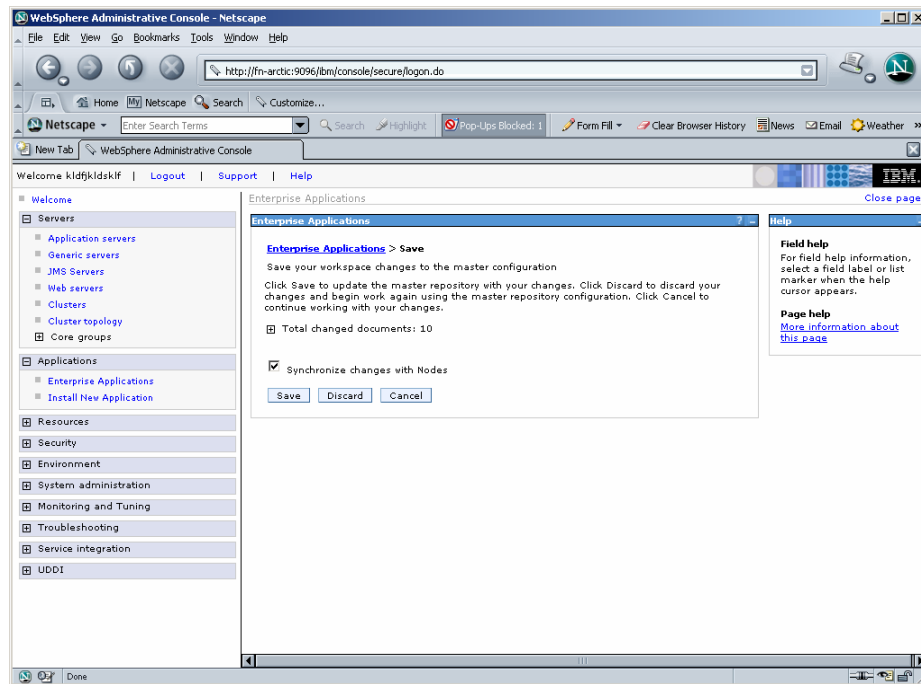 WebSphere Administrative Console - Netscape
File Edit View Go Bookmarks Tools Window Help
http://fn-arctic:9096/ibm/console/secure/logon.do
Home My Netscape Search Customize...
Netscape Enter Search Terms Search Highlight Pop-Ups Blocked: 1 Form Fill Clear Browser History News Email Weather »
New Tab WebSphere Administrative Console
Welcome kldfjkldsklf | Logout | Support | Help
IBM.
Welcome
Enterprise Applications
Close page
Servers
Application servers
Generic servers
JMS Servers
Web servers
Clusters
Cluster topology
Core groups
Applications
Enterprise Applications
Install New Application
Resources
Security
Environment
System administration
Monitoring and Tuning
Troubleshooting
Service integration
UDDI
Enterprise Applications ? -
Enterprise Applications > Save
Save your workspace changes to the master configuration
Click Save to update the master repository with your changes. Click Discard to discard your
changes and begin work again using the master repository configuration. Click Cancel to
continue working with your changes.
Total changed documents: 10
Synchronize changes with Nodes
Save Discard Cancel
Help
Field help
For field help information,
select a field label or list
marker when the help
cursor appears.
Page help
More information about
this page
Done